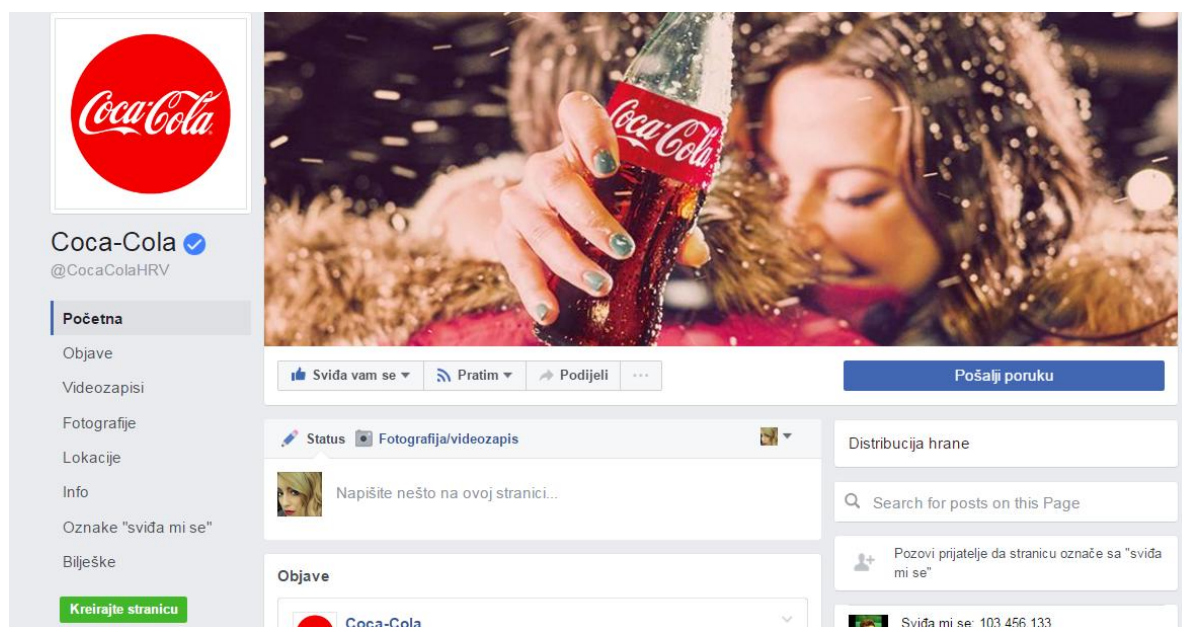 Coca-Cola
Coca-Cola
Coca-Cola
@CocaColaHRV
Početna
Objave
Videozapisi
Fotografije
Lokacije
Info
Oznake "sviđa mi se"
Bilješke
Kreirajte stranicu
Sviđa vam se
Pratim
Podijeli
...
Pošalji poruku
Status
Fotografija/videozapis
Napišite nešto na ovoj stranici...
Objave
Coca-Cola
Distribucija hrane
Search for posts on this Page
Pozovi prijatelje da stranicu označe sa "sviđa
mi se"
Sviđa mi se: 103 456 133